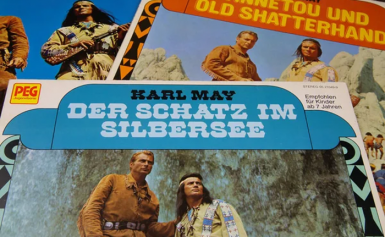 WINNETOU UND
OLD SHATTERHAND
PEG
KARL MAY
DER SCHATZ IM
SILBERSEE
Empfohlen
für Kinder
ab 7 Jahren